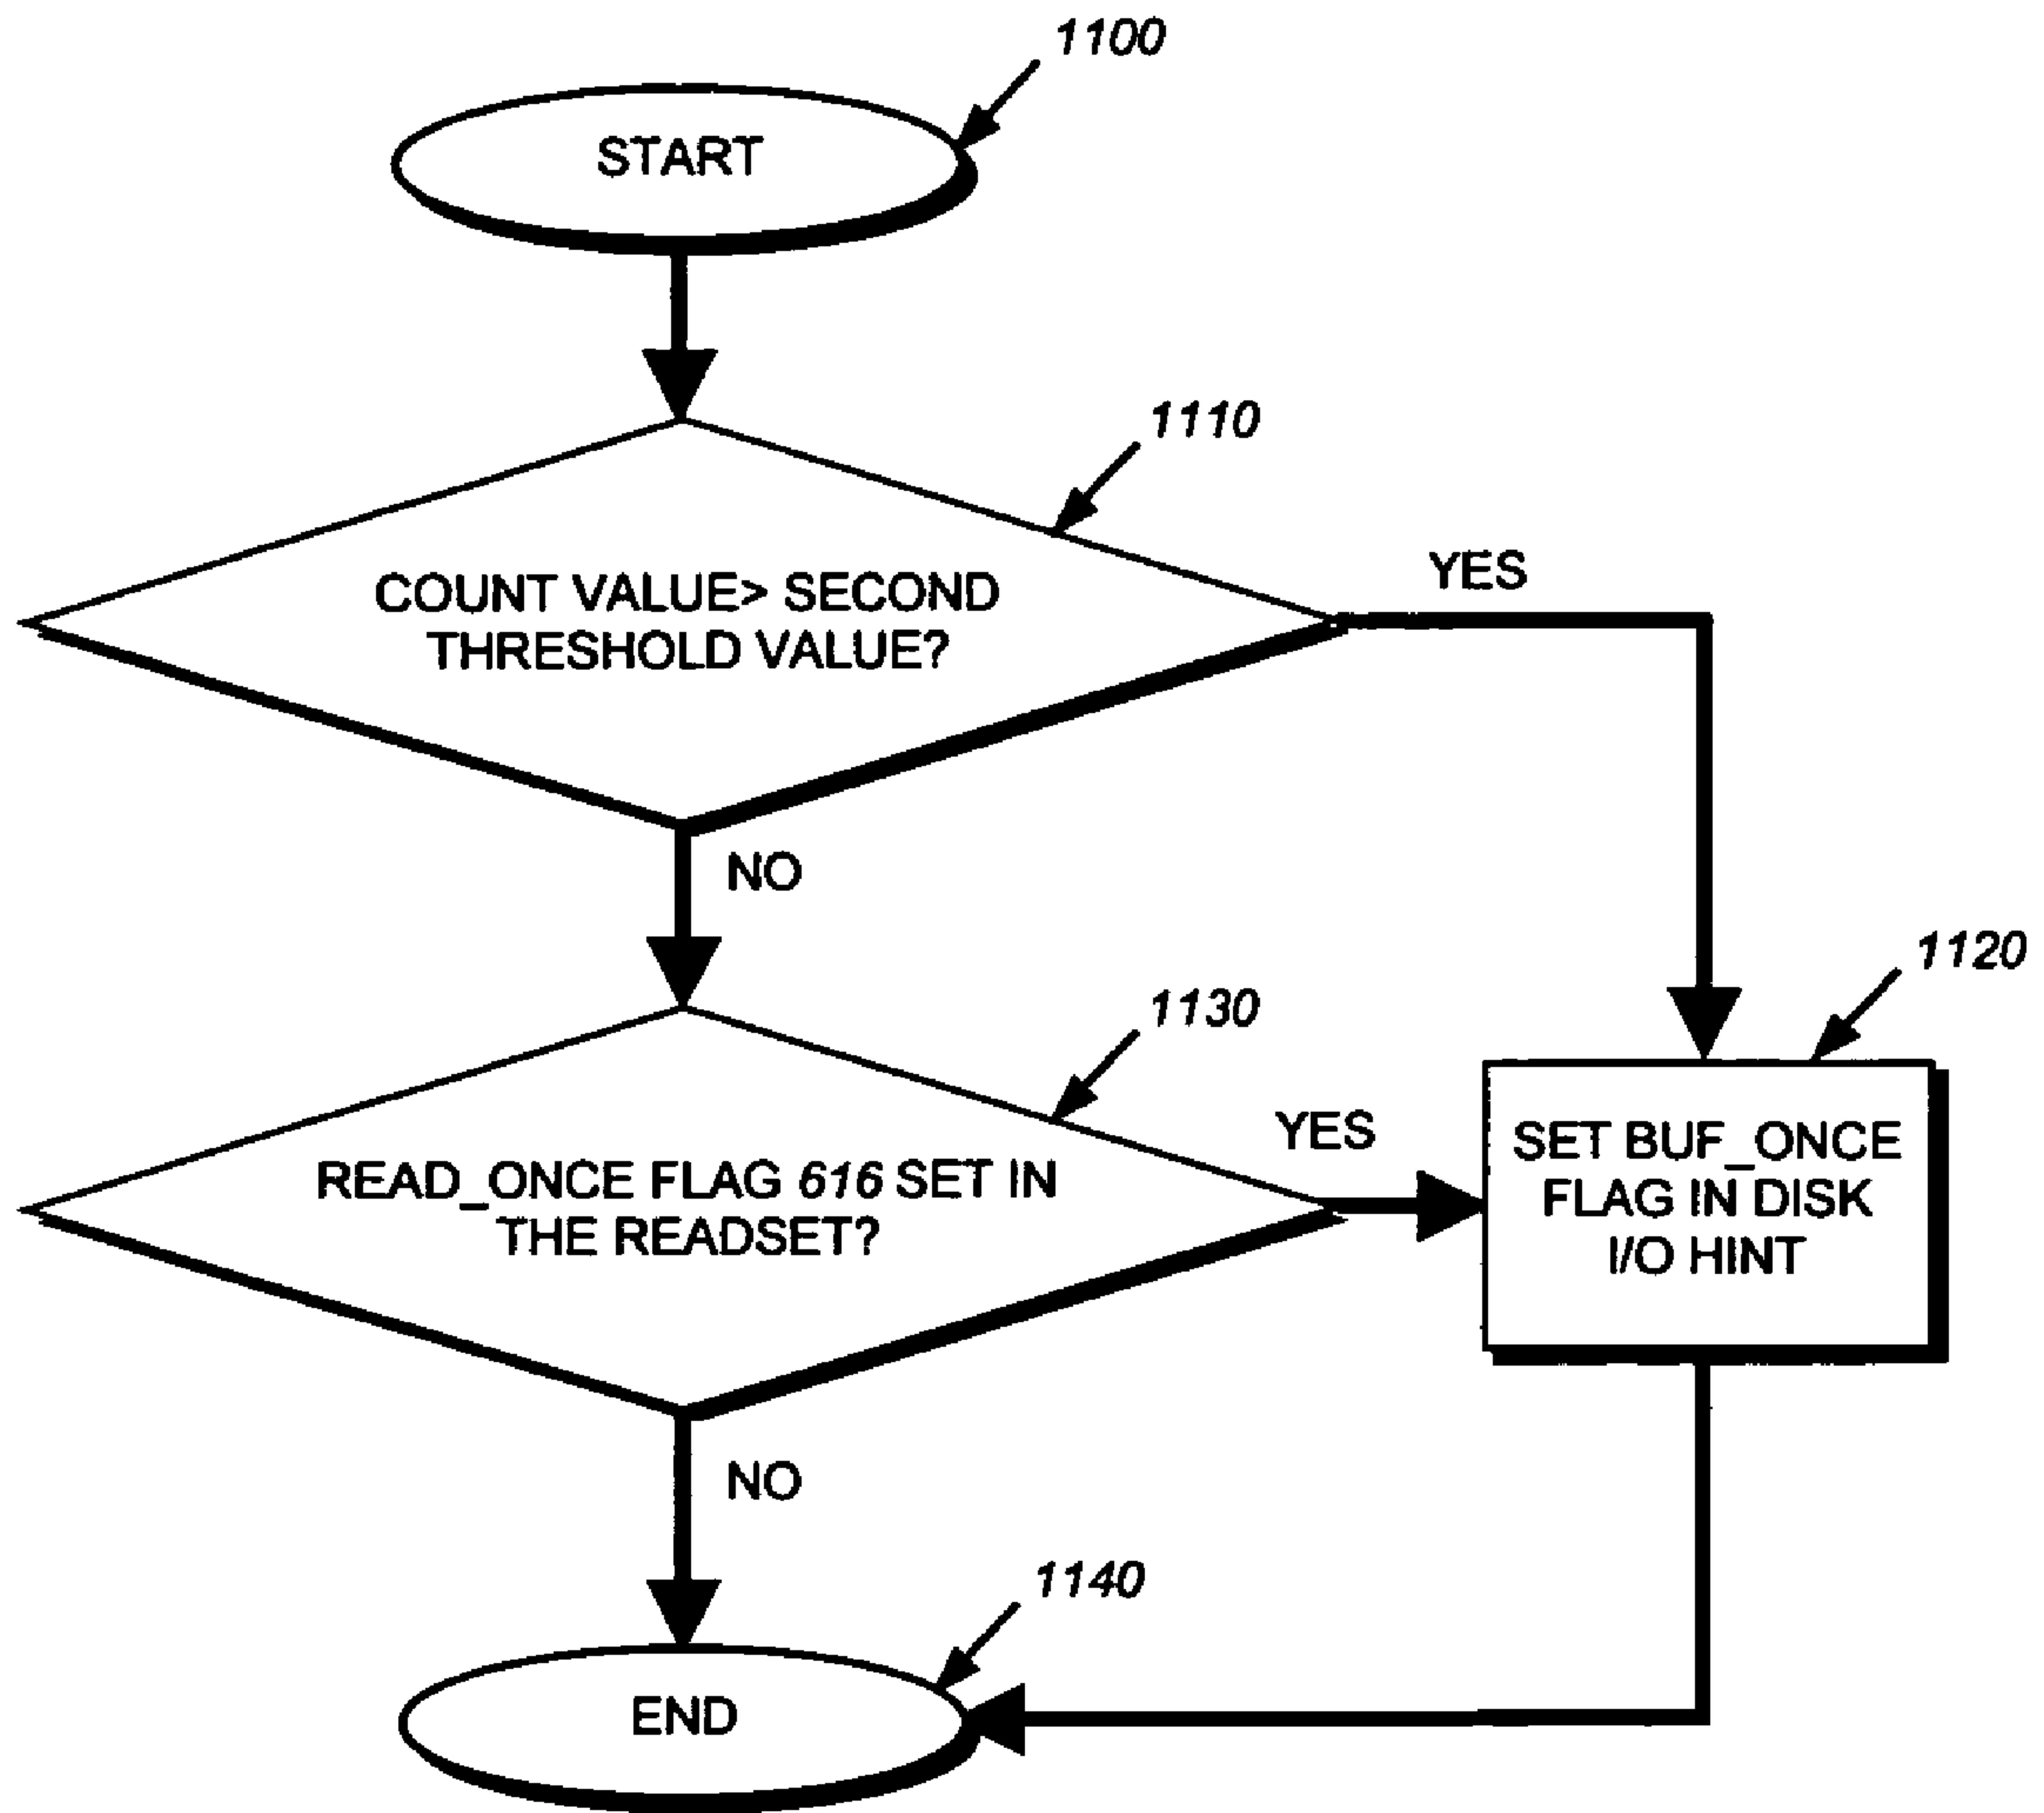 1100
START
1110
COUNT VALUE> SECOND
THRESHOLD VALUE?
YES
NO
1130
READ_ONCE FLAG 616 SET IN
THE READSET?
YES
1120
SET BUF_ONCE
FLAG IN DISK
I/O HINT
NO
1140
END